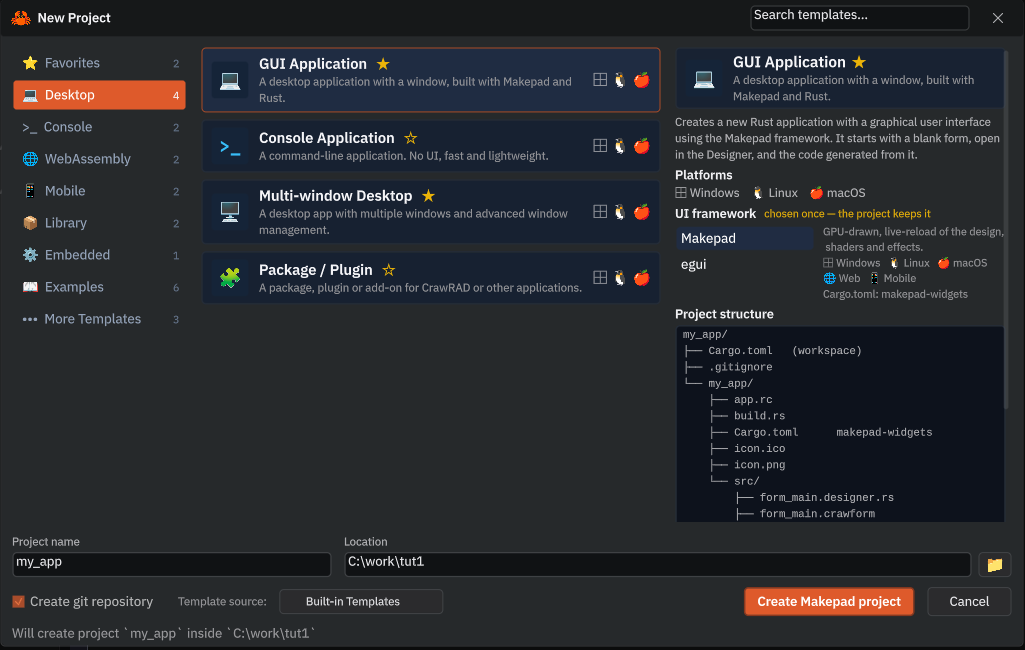 New Project
Search templates...
Favorites 2
Desktop 4
>_ Console 2
WebAssembly 2
Mobile 2
Library 2
Embedded 1
Examples 6
More Templates 3
GUI Application
A desktop application with a window, built with Makepad and
Rust.
Console Application
A command-line application. No UI, fast and lightweight.
Multi-window Desktop
A desktop app with multiple windows and advanced window
management.
Package / Plugin
A package, plugin or add-on for CrawRAD or other applications.
GUI Application
A desktop application with a window, built with
Makepad and Rust.
Creates a new Rust application with a graphical user interface
using the Makepad framework. It starts with a blank form, open
in the Designer, and the code generated from it.
Platforms
Windows Linux macOS
UI framework chosen once — the project keeps it
Makepad
egui
GPU-drawn, live-reload of the design,
shaders and effects.
Windows Linux macOS
Web Mobile
Cargo.toml: makepad-widgets
Project structure
my_app/
├── Cargo.toml (workspace)
├── .gitignore
└── my_app/
├── app.rc
├── build.rs
├── Cargo.toml makepad-widgets
├── icon.ico
├── icon.png
└── src/
├── form_main.designer.rs
├── form_main.crawform
Project name
my_app
Location
C:\work\tut1
Create git repository
Template source:
Built-in Templates
Create Makepad project
Cancel
Will create project `my_app` inside `C:\work\tut1`